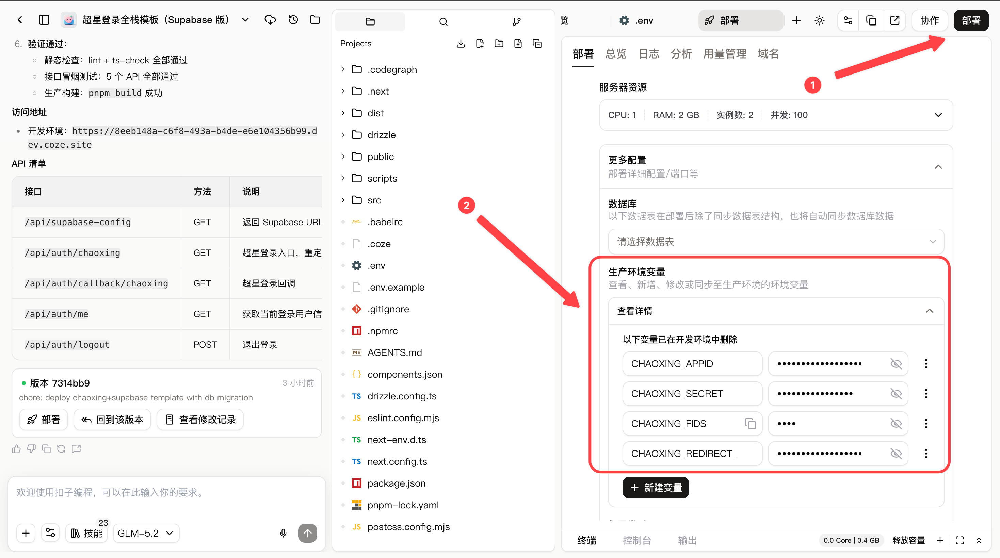 超星登录全栈模板（Supabase 版）
6. 验证通过：
静态检查：lint + ts-check 全部通过
接口冒烟测试：5 个 API 全部通过
生产构建：pnpm build 成功
访问地址
开发环境：https://8eeb148a-c6f8-493a-b4de-e6e104356b99.d
ev.coze.site
API 清单
接口 方法 说明
/api/supabase-config GET 返回 Supabase URL
/api/auth/chaoxing GET 超星登录入口，重定
/api/auth/callback/chaoxing GET 超星登录回调
/api/auth/me GET 获取当前登录用户信
/api/auth/logout POST 退出登录
版本 7314bb9 3 小时前
chore: deploy chaoxing+supabase template with db migration
部署 回到该版本 查看修改记录
欢迎使用扣子编程，可以在此输入你的要求。
技能 23 GLM-5.2
Projects
.codegraph
.next
dist
drizzle
public
scripts
src
.babelrc
.coze
.env
.env.example
.gitignore
.npmrc
AGENTS.md
components.json
TS drizzle.config.ts
JS eslint.config.mjs
TS next-env.d.ts
TS next.config.ts
package.json
pnpm-lock.yaml
JS postcss.config.mjs
览 .env 部署 协作 部署
部署 总览 日志 分析 用量管理 域名
1
服务器资源
CPU: 1 RAM: 2 GB 实例数: 2 并发: 100
更多配置
部署详细配置/端口等
数据库
以下数据表在部署后除了同步数据表结构，也将自动同步数据库数据
请选择数据表
2
生产环境变量
查看、新增、修改或同步至生产环境的环境变量
查看详情
以下变量已在开发环境中删除
CHAOXING_APPID
CHAOXING_SECRET
CHAOXING_FIDS
CHAOXING_REDIRECT_
+ 新建变量
终端 控制台 输出 0.0 Core | 0.4 GB 释放容量